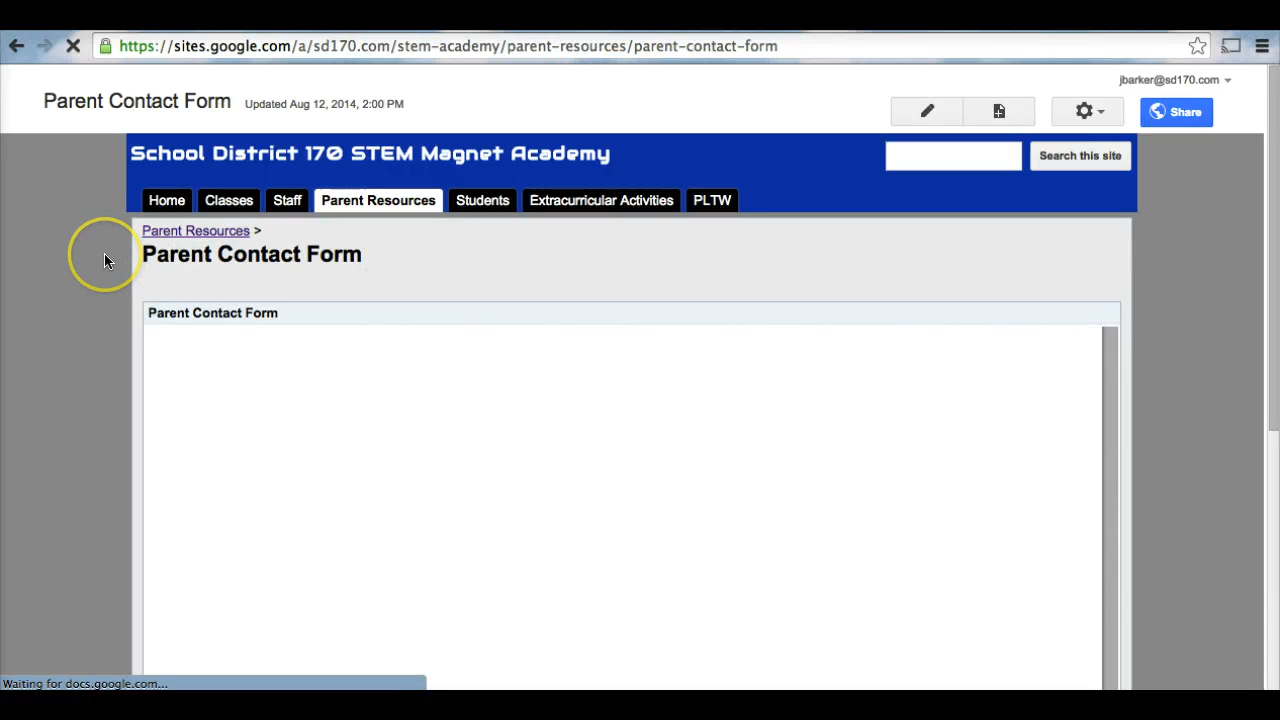 https://sites.google.com/a/sd170.com/stem-academy/parent-resources/parent-contact-form
jbarker@sd170.com
Parent Contact Form Updated Aug 12, 2014, 2:00 PM
Share
School District 170 STEM Magnet Academy
Search this site
Home Classes Staff Parent Resources Students Extracurricular Activities PLTW
Parent Resources >
Parent Contact Form
Parent Contact Form
Waiting for docs.google.com...